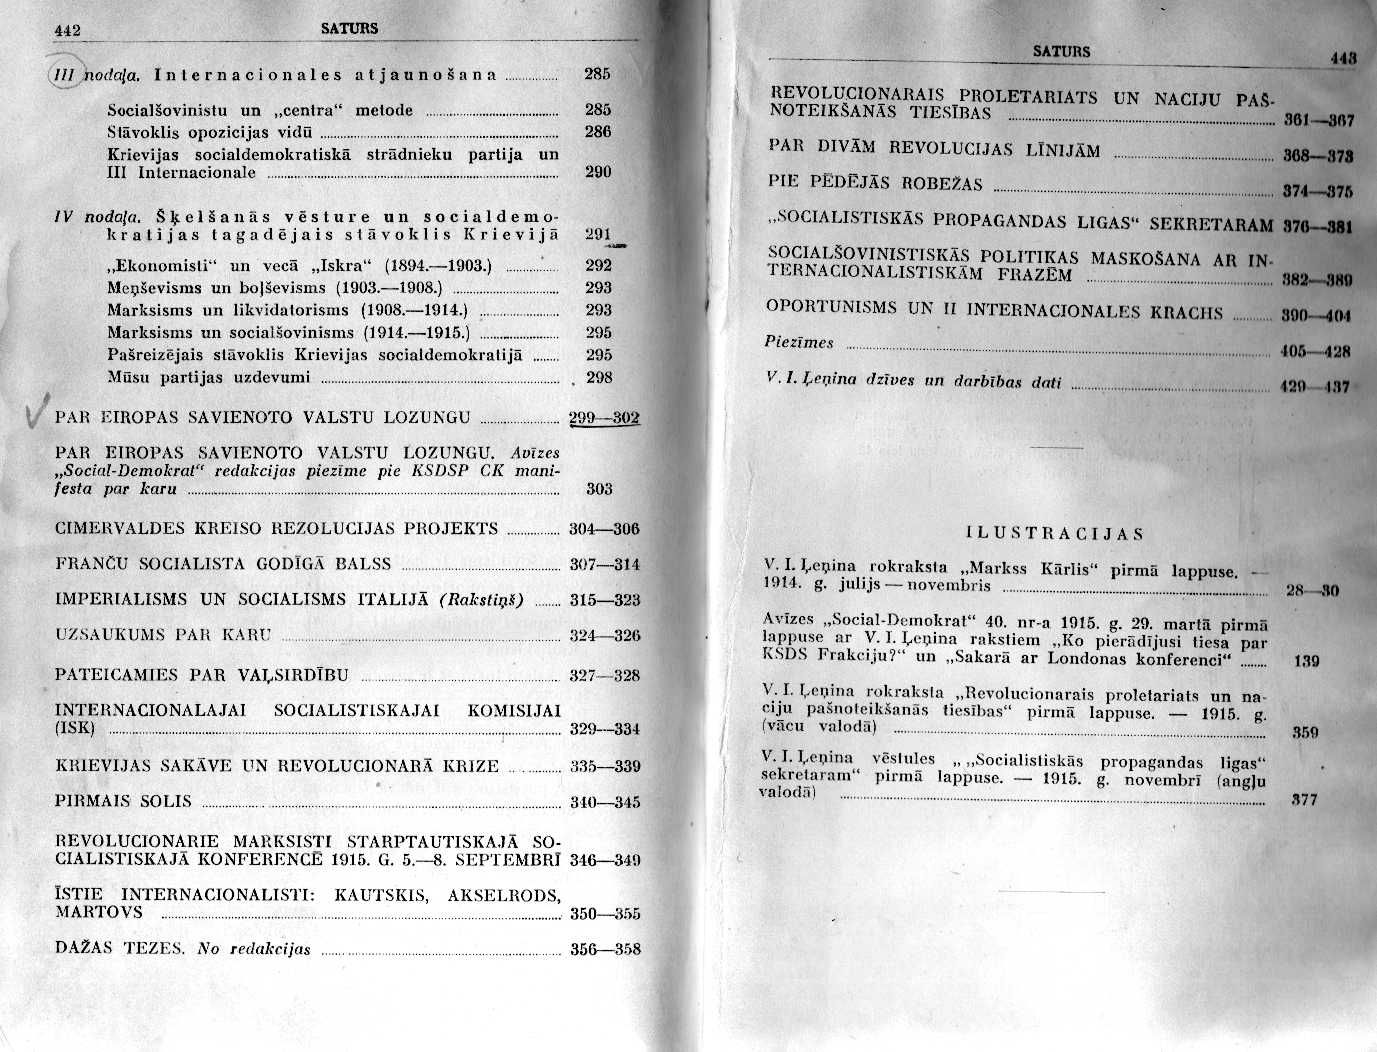 442
SATURS
III nodaļa. Internacionales atjaunošana 285
Socialšovinistu un „centra“ metode 285
Stāvoklis opozicijas vidū 286
Krievijas socialdemokratiskā strādnieku partija un
III Internacionale 290
IV nodaļa. Šķelšanās vēsture un socialdemo-
kratijas tagadējais stāvoklis Krievijā 291
„Ekonomisti“ un vecā „Iskra“ (1894.—1903.) 292
Meņševisms un boļševisms (1903.—1908.) 293
Marksisms un likvidatorisms (1908.—1914.) 293
Marksisms un socialšovinisms (1914.—1915.) 295
Pašreizējais stāvoklis Krievijas socialdemokratijā 295
Mūsu partijas uzdevumi 298
PAR EIROPAS SAVIENOTO VALSTU LOZUNGU 299—302
PAR EIROPAS SAVIENOTO VALSTU LOZUNGU. Avīzes
„Social-Demokrat“ redakcijas piezīme pie KSDSP CK mani-
festa par karu 303
CIMERVALDES KREISO REZOLUCIJAS PROJEKTS 304—306
FRANČU SOCIALISTA GODĪGĀ BALSS 307—314
IMPERIALISMS UN SOCIALISMS ITALIJĀ (Rakstiņš) 315—323
UZSAUKUMS PAR KARU 324—326
PATEICAMIES PAR VAĻSIRDĪBU 327—328
INTERNACIONALAJAI SOCIALISTISKAJAI KOMISIJAI
(ISK) 329—334
KRIEVIJAS SAKĀVE UN REVOLUCIONARĀ KRIZE 335—339
PIRMAIS SOLIS 340—345
REVOLUCIONARIE MARKSISTI STARPTAUTISKAJĀ SO-
CIALISTISKAJĀ KONFERENCĒ 1915. G. 5.—8. SEPTEMBRĪ 346—349
ĪSTIE INTERNACIONALISTI: KAUTSKIS, AKSELRODS,
MARTOVS 350—355
DAŽAS TEZES. No redakcijas 356—358
SATURS
443
REVOLUCIONARAIS PROLETARIATS UN NACIJU PAŠ-
NOTEIKŠANĀS TIESĪBAS 361—367
PAR DIVĀM REVOLUCIJAS LĪNIJĀM 368—373
PIE PĒDĒJĀS ROBEŽAS 374—375
„SOCIALISTISKĀS PROPAGANDAS LIGAS“ SEKRETARAM 376—381
SOCIALŠOVINISTISKĀS POLITIKAS MASKOŠANA AR IN-
TERNACIONALISTISKĀM FRAZĒM 382—389
OPORTUNISMS UN II INTERNACIONALES KRACHS 390—404
Piezīmes 405—428
V. I. Ļeņina dzīves un darbības dati 429—437
ILUSTRACIJAS
V. I. Ļeņina rokraksta „Markss Kārlis“ pirmā lappuse. —
1914. g. julijs — novembris 28—30
Avīzes „Social-Demokrat“ 40. nr-a 1915. g. 29. martā pirmā
lappuse ar V. I. Ļeņina rakstiem „Ko pierādījusi tiesa par
KSDS Frakciju?“ un „Sakarā ar Londonas konferenci“ 139
V. I. Ļeņina rokraksta „Revolucionarais proletariats un na-
ciju pašnoteikšanās tiesības“ pirmā lappuse. — 1915. g.
(vācu valodā) 359
V. I. Ļeņina vēstules „ „Socialistiskās propagandas ligas“
sekretaram“ pirmā lappuse. — 1915. g. novembrī (angļu
valodā) 377